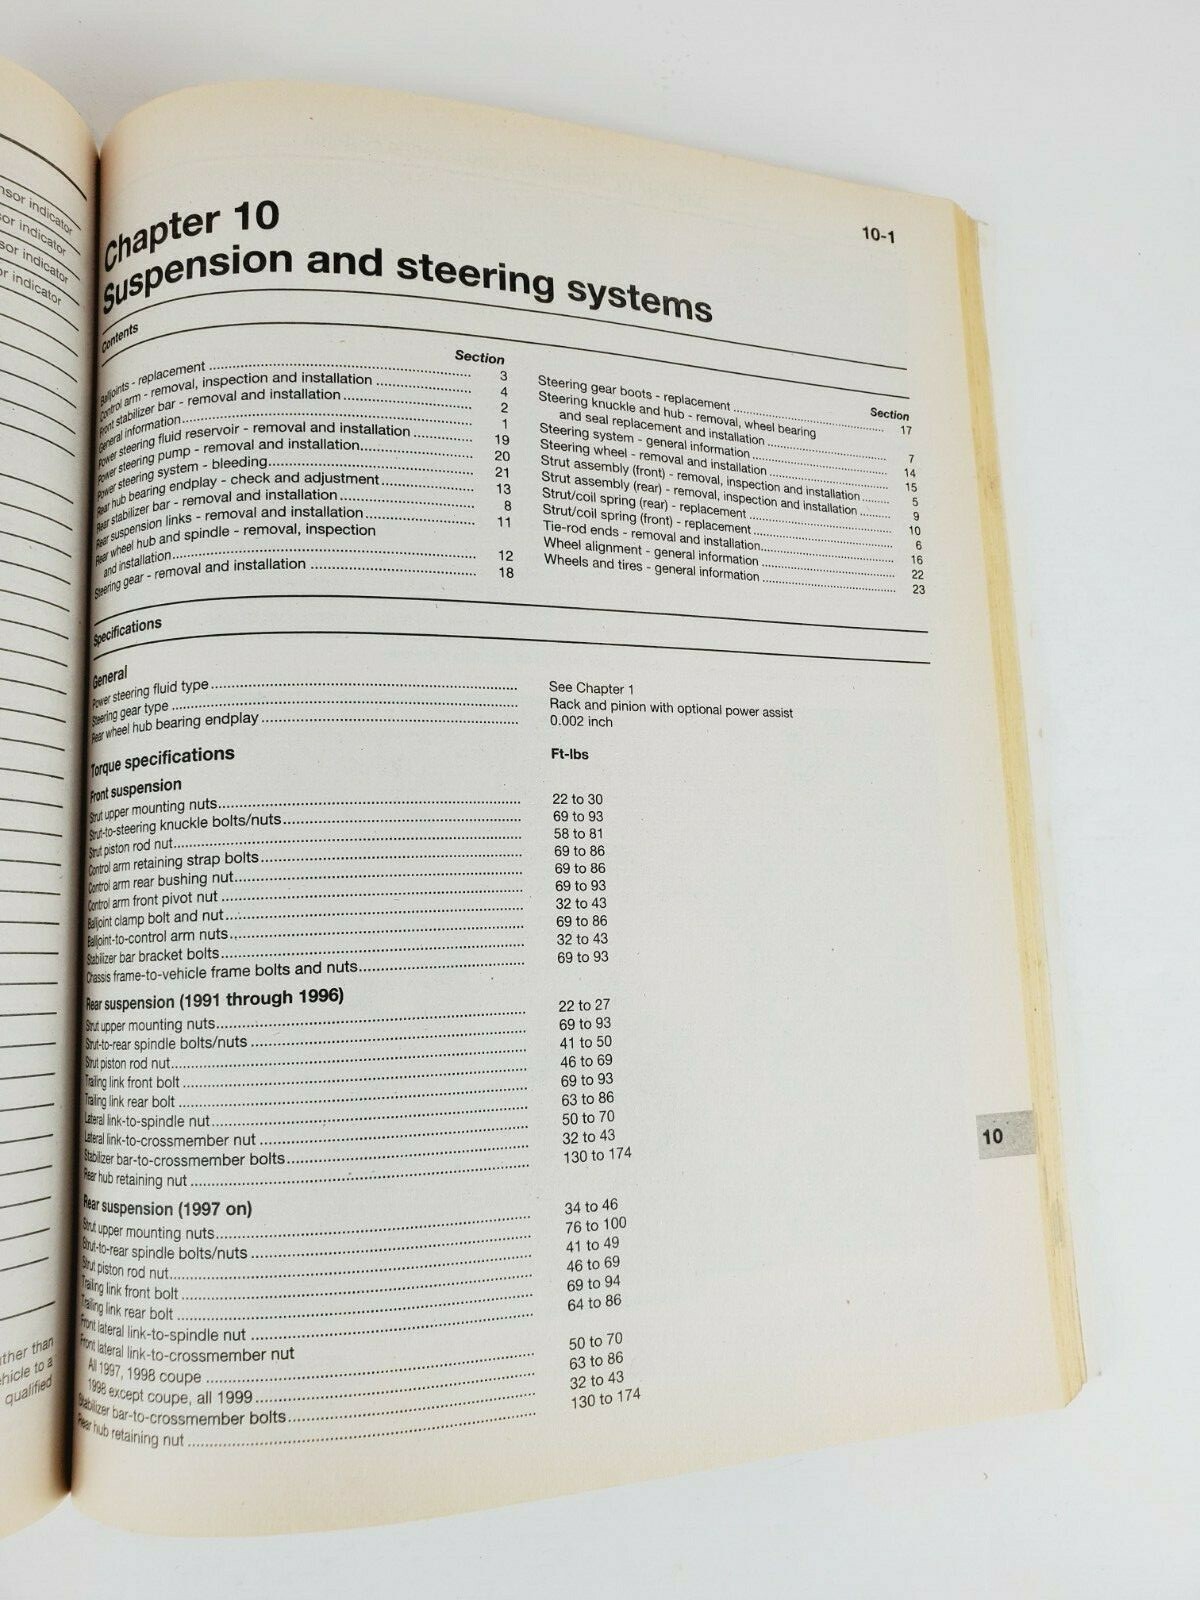 nsor indicator
sor indicator
sor indicator
or indicator
ther than
ehicle to a
qualified
10-1
Chapter 10
Suspension and steering systems
Contents
Section
Balljoints - replacement 3
Control arm - removal, inspection and installation 4
Front stabilizer bar - removal and installation 2
General information 1
Power steering fluid reservoir - removal and installation 19
Power steering pump - removal and installation 20
Power steering system - bleeding 21
Rear hub bearing endplay - check and adjustment 13
Rear stabilizer bar - removal and installation 8
Rear suspension links - removal and installation 11
Rear wheel hub and spindle - removal, inspection
and installation 12
Steering gear - removal and installation 18
Section
Steering gear boots - replacement 17
Steering knuckle and hub - removal, wheel bearing
and seal replacement and installation 7
Steering system - general information 14
Steering wheel - removal and installation 15
Strut assembly (front) - removal, inspection and installation 5
Strut assembly (rear) - removal, inspection and installation 9
Strut/coil spring (rear) - replacement 10
Strut/coil spring (front) - replacement 6
Tie-rod ends - removal and installation 16
Wheel alignment - general information 22
Wheels and tires - general information 23
Specifications
General
Power steering fluid type See Chapter 1
Steering gear type Rack and pinion with optional power assist
Rear wheel hub bearing endplay 0.002 inch
Torque specifications Ft-lbs
Front suspension
Strut upper mounting nuts 22 to 30
Strut-to-steering knuckle bolts/nuts 69 to 93
Strut piston rod nut 58 to 81
Control arm retaining strap bolts 69 to 86
Control arm rear bushing nut 69 to 86
Control arm front pivot nut 69 to 93
Balljoint clamp bolt and nut 32 to 43
Balljoint-to-control arm nuts 69 to 86
Stabilizer bar bracket bolts 32 to 43
Chassis frame-to-vehicle frame bolts and nuts 69 to 93
Rear suspension (1991 through 1996)
Strut upper mounting nuts 22 to 27
Strut-to-rear spindle bolts/nuts 69 to 93
Strut piston rod nut 41 to 50
Trailing link front bolt 46 to 69
Trailing link rear bolt 69 to 93
Lateral link-to-spindle nut 63 to 86
Lateral link-to-crossmember nut 50 to 70
Stabilizer bar-to-crossmember bolts 32 to 43
Rear hub retaining nut 130 to 174
Rear suspension (1997 on)
Strut upper mounting nuts 34 to 46
Strut-to-rear spindle bolts/nuts 76 to 100
Strut piston rod nut 41 to 49
Trailing link front bolt 46 to 69
Trailing link rear bolt 69 to 94
Front lateral link-to-spindle nut 64 to 86
Front lateral link-to-crossmember nut
All 1997, 1998 coupe 50 to 70
1998 except coupe, all 1999 63 to 86
Stabilizer bar-to-crossmember bolts 32 to 43
Rear hub retaining nut 130 to 174
10